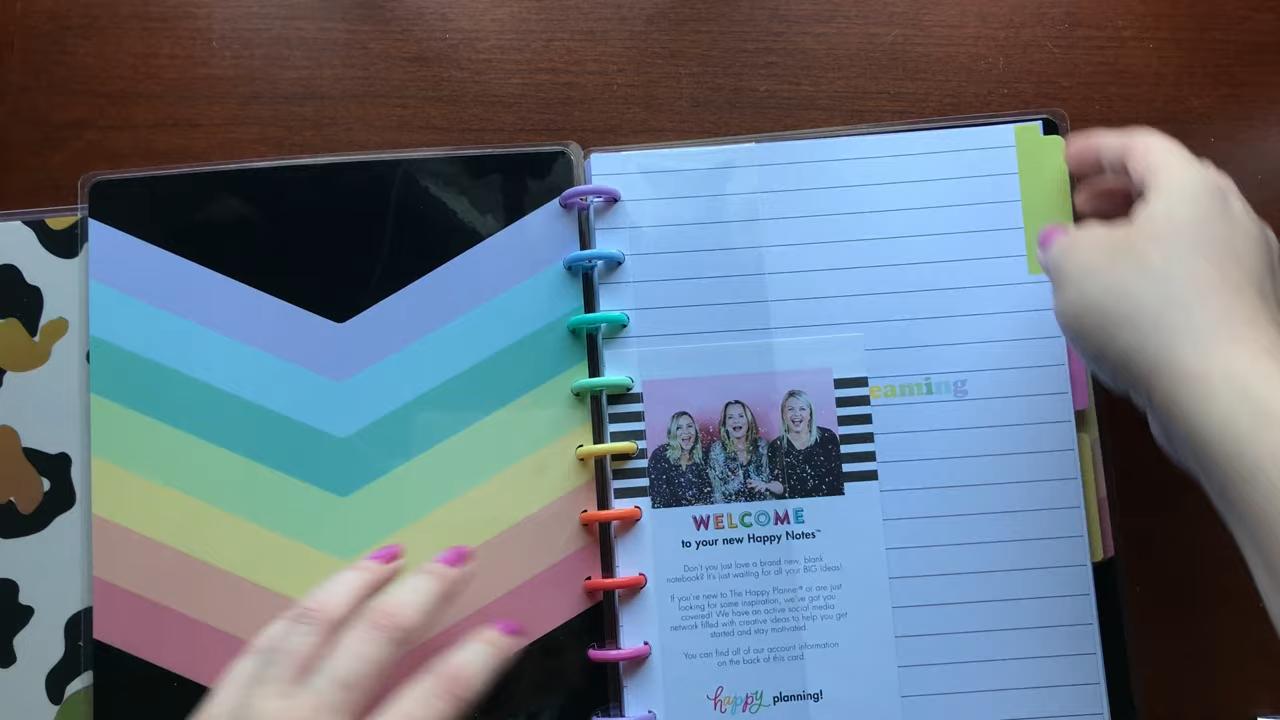 eaming
WELCOME
to your new Happy Notes™
Don't you just love a brand new, blank
notebook? It's just waiting for all your BIG ideas!
If you're new to The Happy Planner® or are just
looking for some inspiration, we've got you
covered! We have an active social media
network filled with creative ideas to help you get
started and stay motivated.
You can find all of our account information
on the back of this card.
happy planning!